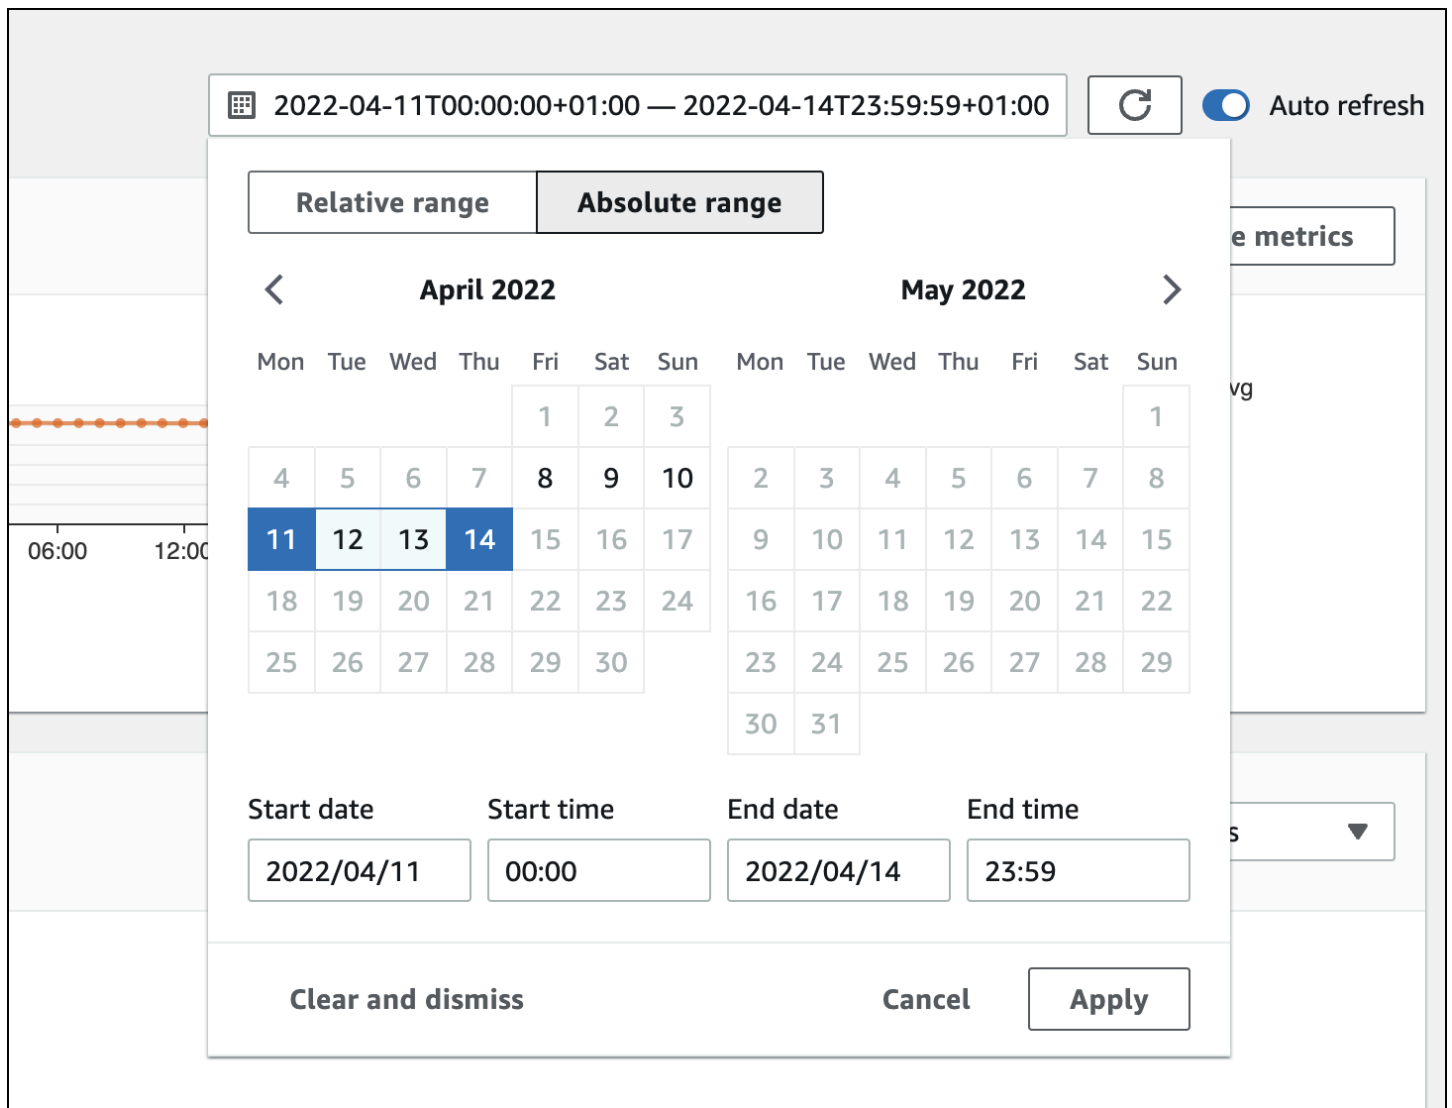 2022-04-11T00:00:00+01:00 — 2022-04-14T23:59:59+01:00
Auto refresh
Relative range
Absolute range
e metrics
April 2022
May 2022
Mon Tue Wed Thu Fri Sat Sun
Mon Tue Wed Thu Fri Sat Sun
vg
1 2 3
1
4 5 6 7 8 9 10
2 3 4 5 6 7 8
11 12 13 14 15 16 17
9 10 11 12 13 14 15
06:00 12:00
18 19 20 21 22 23 24
16 17 18 19 20 21 22
25 26 27 28 29 30
23 24 25 26 27 28 29
30 31
Start date
Start time
End date
End time
s
2022/04/11
00:00
2022/04/14
23:59
Clear and dismiss
Cancel
Apply